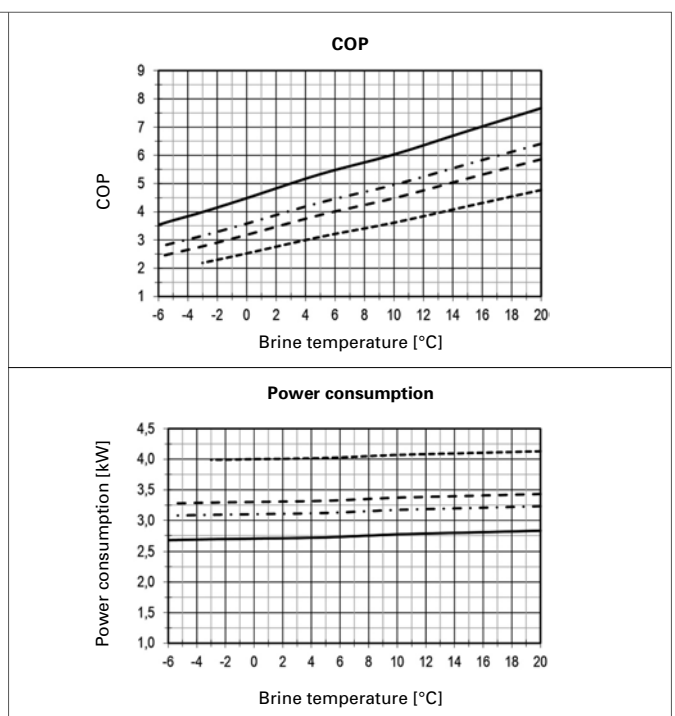 COP
9
8
7
6
5
4
3
2
1
COP
-6 -4 -2 0 2 4 6 8 10 12 14 16 18 20
Brine temperature [°C]
Power consumption
4,5
4,0
3,5
3,0
2,5
2,0
1,5
1,0
Power consumption [kW]
-6 -4 -2 0 2 4 6 8 10 12 14 16 18 20
Brine temperature [°C]